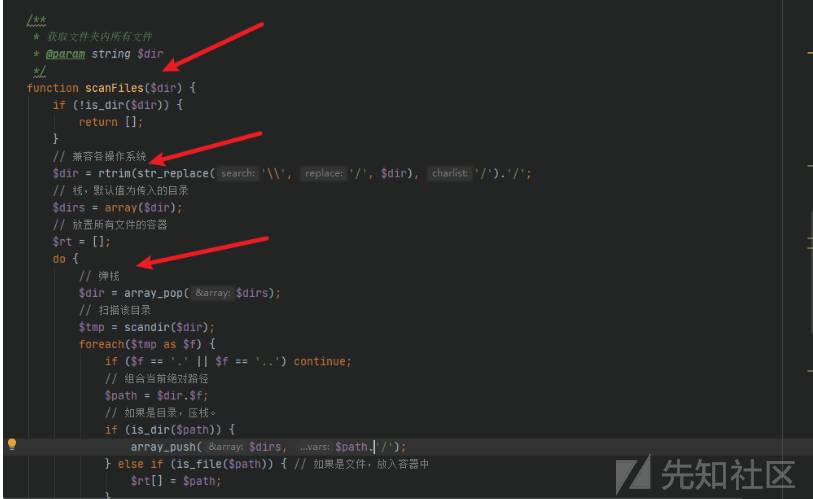 /**
 * 获取文件夹内所有文件
 * @param string $dir
 */
function scanFiles($dir) {
    if (!is_dir($dir)) {
        return [];
    }
    // 兼容各操作系统
    $dir = rtrim(str_replace( search: '\\', replace: '/', $dir), charlist: '/').'/';
    // 栈，默认值为传入的目录
    $dirs = array($dir);
    // 放置所有文件的容器
    $rt = [];
    do {
        // 弹栈
        $dir = array_pop( &array: $dirs);
        // 扫描该目录
        $tmp = scandir($dir);
        foreach($tmp as $f) {
            if ($f == '.' || $f == '..') continue;
            // 组合当前绝对路径
            $path = $dir.$f;
            // 如果是目录，压栈。
            if (is_dir($path)) {
                array_push( &array: $dirs, ...vars: $path.'/');
            } else if (is_file($path)) { // 如果是文件，放入容器中
                $rt[] = $path;
            }
先知社区